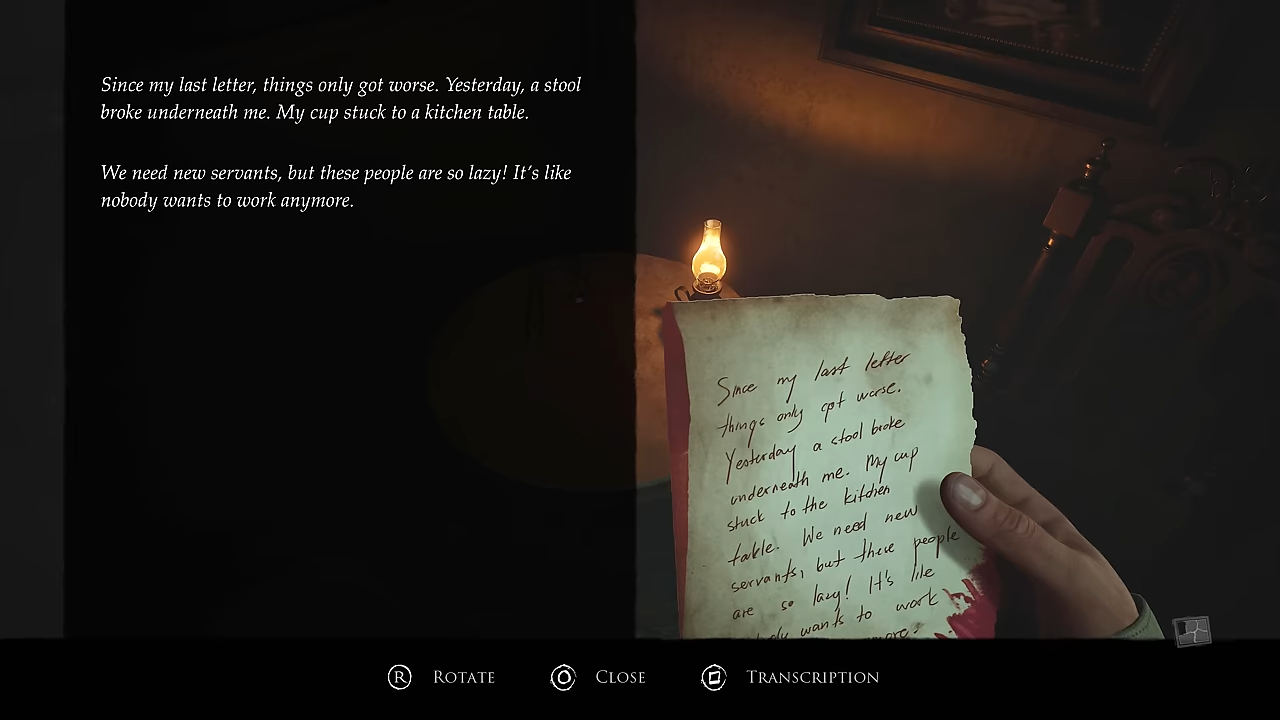 Since my last letter, things only got worse. Yesterday, a stool
broke underneath me. My cup stuck to a kitchen table.
We need new servants, but these people are so lazy! It's like
nobody wants to work anymore.
Since my last letter
things only got worse.
Yesterday a stool broke
underneath me. My cup
stuck to the kitchen
table. We need new
servants, but these people
are so lazy! It's like
wants to work
R ROTATE CLOSE TRANSCRIPTION